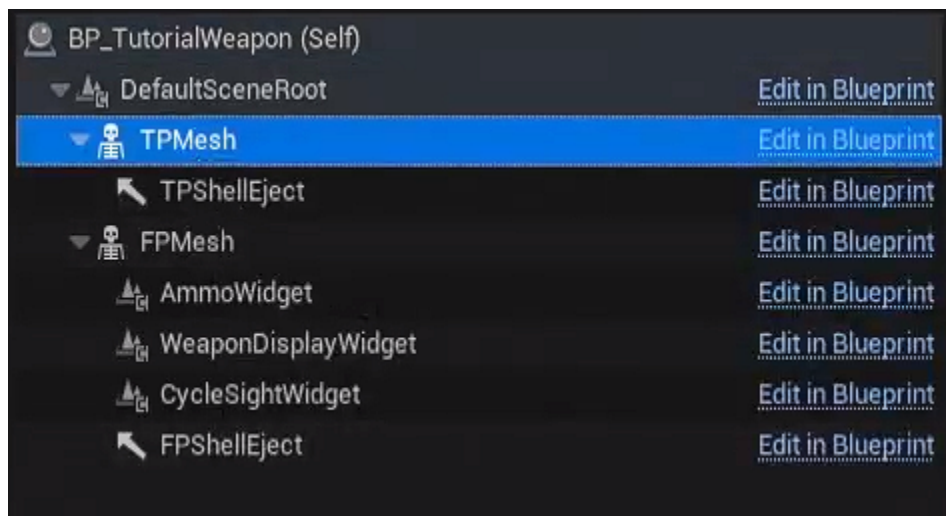 BP_TutorialWeapon (Self)
DefaultSceneRoot Edit in Blueprint
TPMesh Edit in Blueprint
TPShellEject Edit in Blueprint
FPMesh Edit in Blueprint
AmmoWidget Edit in Blueprint
WeaponDisplayWidget Edit in Blueprint
CycleSightWidget Edit in Blueprint
FPShellEject Edit in Blueprint